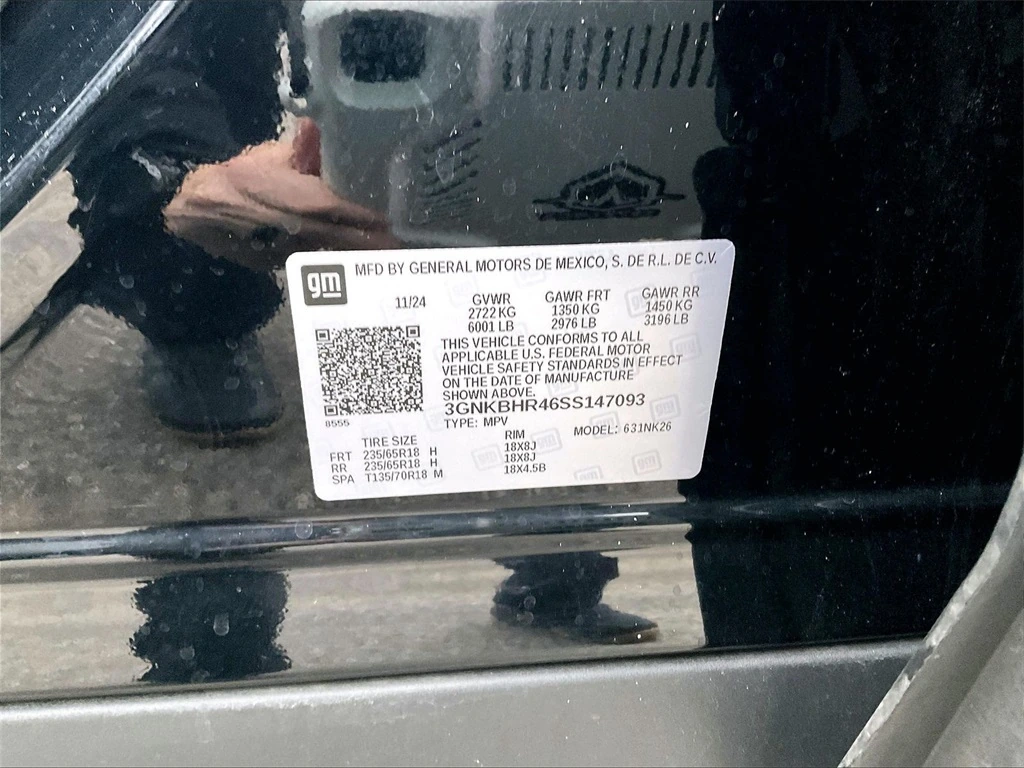 gm MFD BY GENERAL MOTORS DE MEXICO, S. DE R.L. DE C.V.
11/24 GVWR GAWR FRT GAWR RR
2722 KG 1350 KG 1450 KG
6001 LB 2976 LB 3196 LB
THIS VEHICLE CONFORMS TO ALL
APPLICABLE U.S. FEDERAL MOTOR
VEHICLE SAFETY STANDARDS IN EFFECT
ON THE DATE OF MANUFACTURE
SHOWN ABOVE.
3GNKBHR46SS147093
8555 TYPE: MPV MODEL: 631NK26
TIRE SIZE RIM
FRT 235/65R18 H 18X8J
RR 235/65R18 H 18X8J
SPA T135/70R18 M 18X4.5B